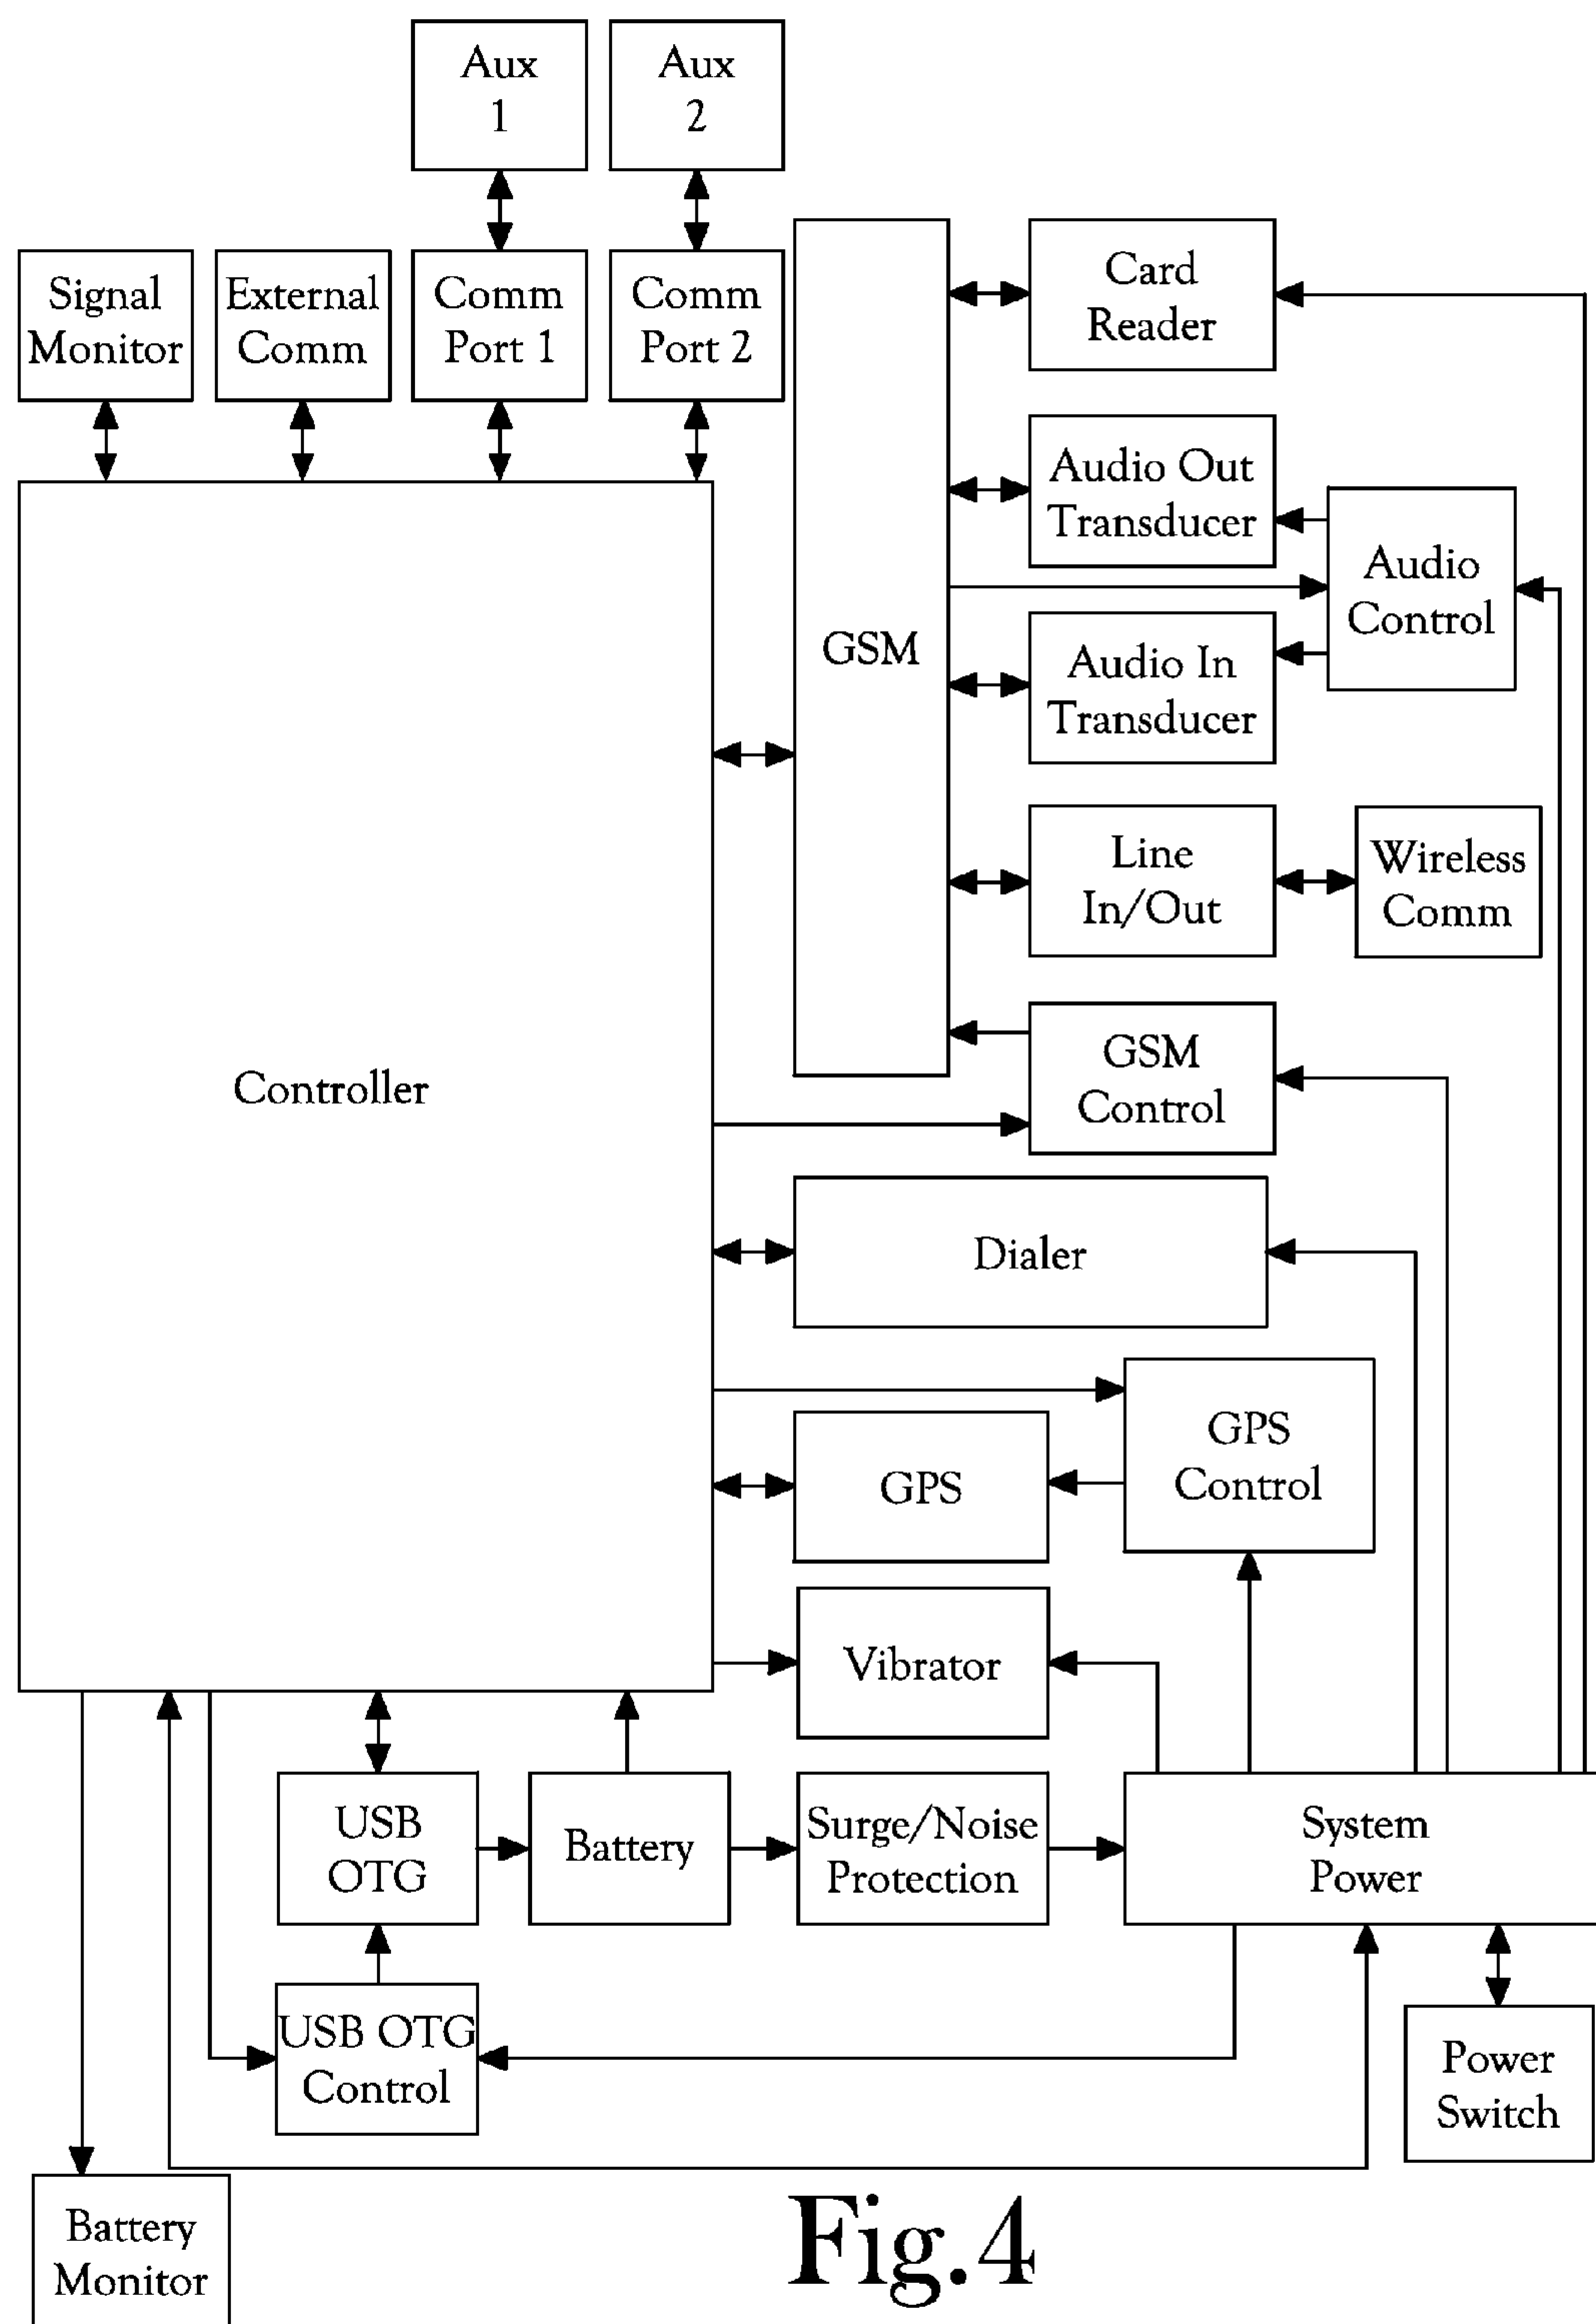 Aux
1
Aux
2
Signal
Monitor
External
Comm
Comm
Port 1
Comm
Port 2
GSM
Card
Reader
Audio Out
Transducer
Audio
Control
Audio In
Transducer
Line
In/Out
Wireless
Comm
GSM
Control
Controller
Dialer
GPS
Control
GPS
Vibrator
USB
OTG
Battery
Surge/Noise
Protection
System
Power
USB OTG
Control
Power
Switch
Battery
Monitor
Fig.4